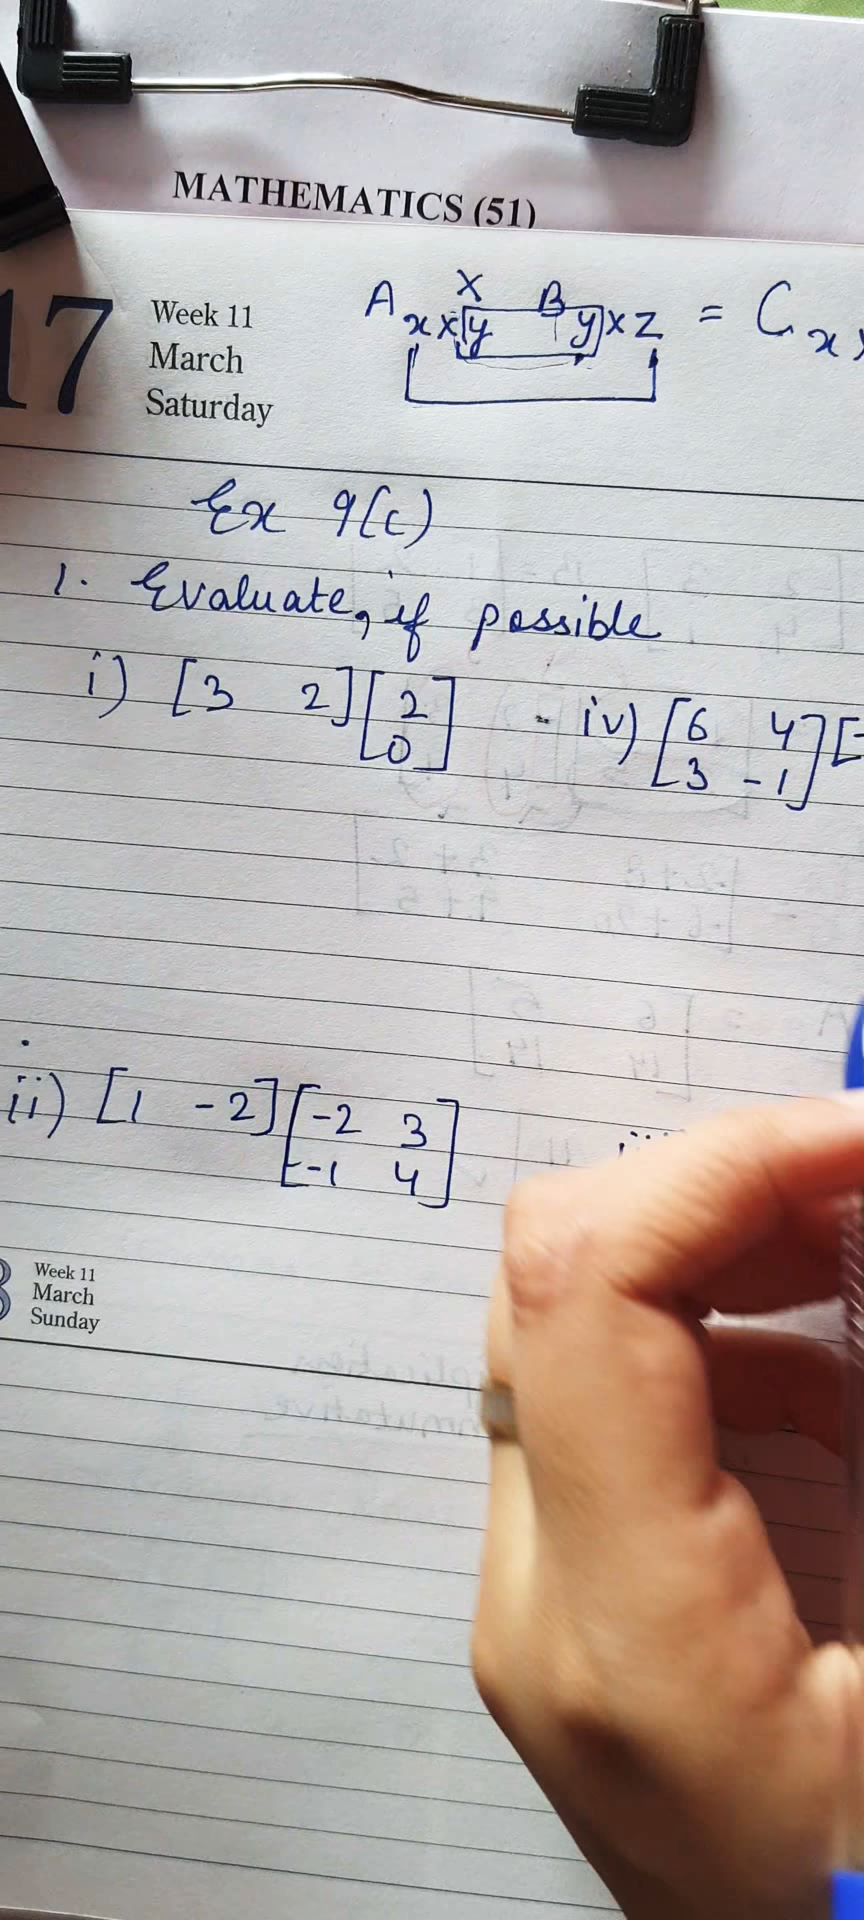 MATHEMATICS (51)
17
Week 11
March
Saturday
A x×y × B y×z = C x
Ex 9(c)
1. Evaluate, if possible
i) [3 2] [2
0]
iv) [6 4
3 -1] [
ii) [1 -2] [-2 3
-1 4]
Week 11
March
Sunday